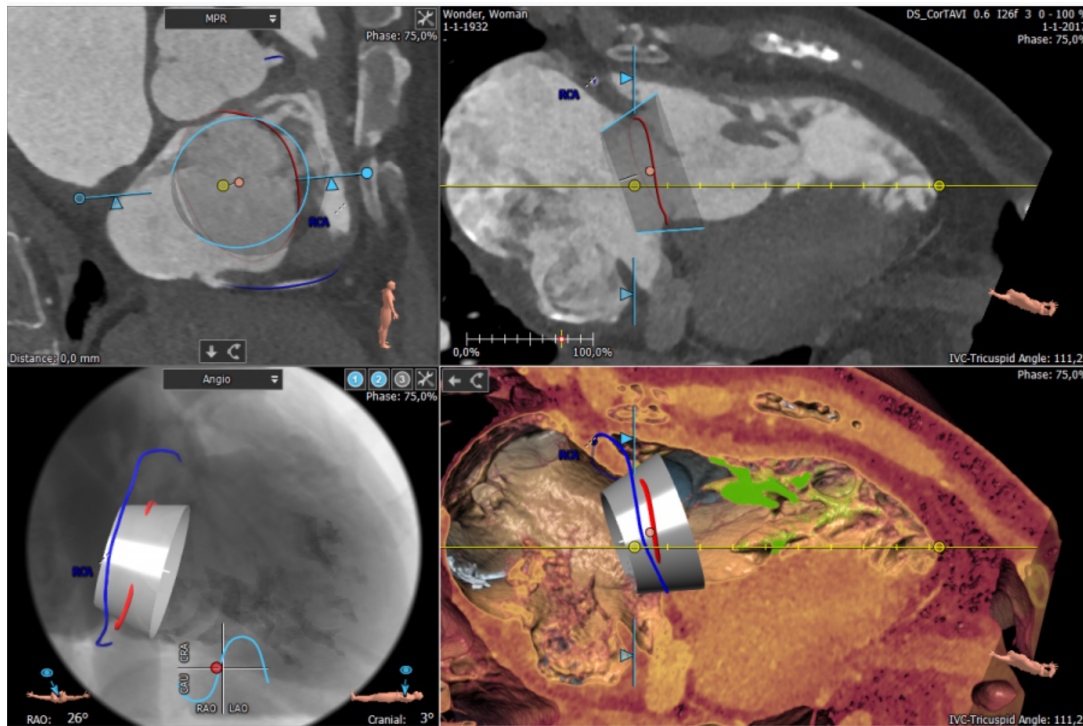 MPR
Phase: 75,0%
RCA
Distance: 0,0 mm
Wonder, Woman
1-1-1932
-
DS_CorTAVI 0.6 I26f 3 0 - 100 %
1-1-201
Phase: 75,0%
RCA
0,0%
100,0%
IVC-Tricuspid Angle: 111,2
Angio
1 2 3
Phase: 75,0%
RCA
CRA
CAU
RAO LAO
RAO: 26°
Cranial: 3°
Phase: 75,0%
RCA
IVC-Tricuspid Angle: 111,2